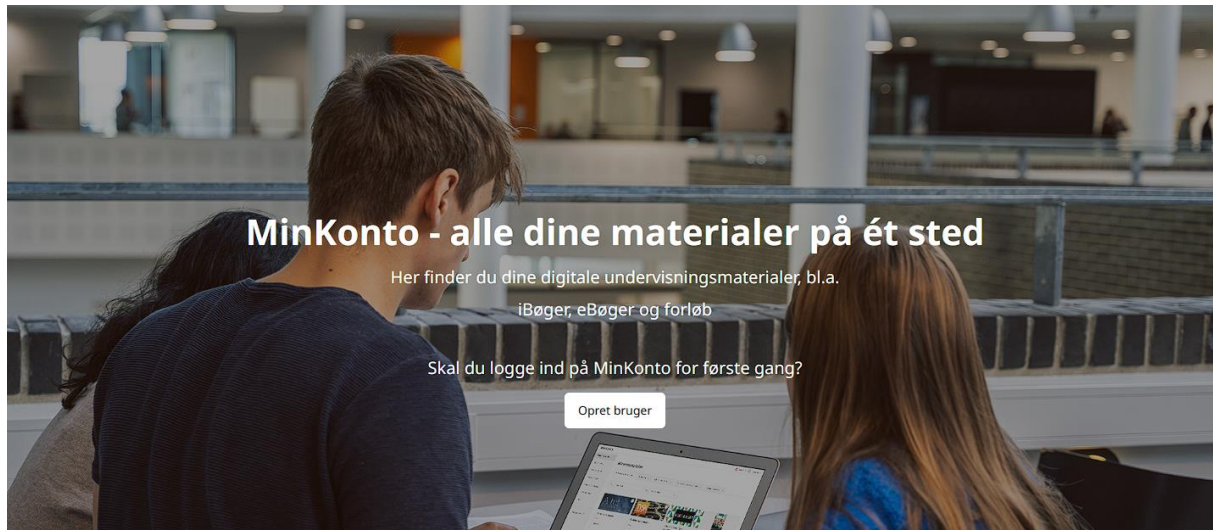 MinKonto - alle dine materialer på ét sted
Her finder du dine digitale undervisningsmaterialer, bl.a.
iBøger, eBøger og forløb
Skal du logge ind på MinKonto for første gang?
Opret bruger